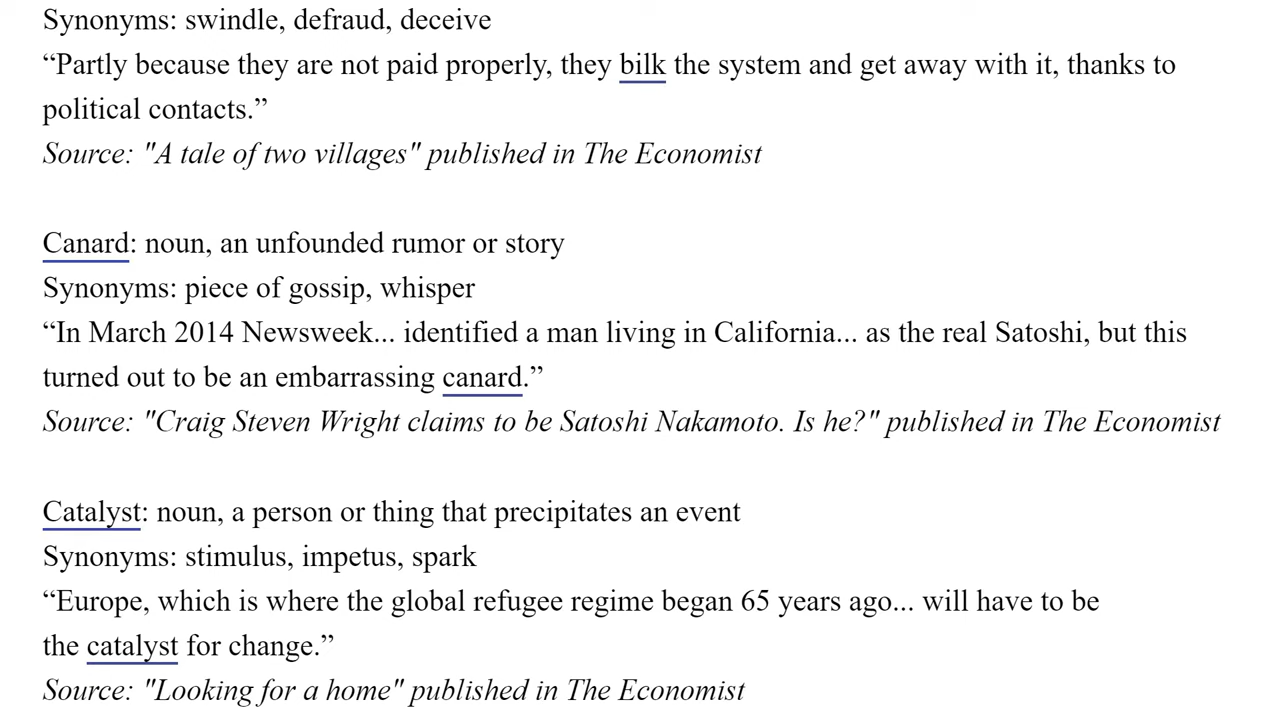 Synonyms: swindle, defraud, deceive
“Partly because they are not paid properly, they bilk the system and get away with it, thanks to
political contacts.”
Source: "A tale of two villages" published in The Economist
Canard: noun, an unfounded rumor or story
Synonyms: piece of gossip, whisper
“In March 2014 Newsweek... identified a man living in California... as the real Satoshi, but this
turned out to be an embarrassing canard.”
Source: "Craig Steven Wright claims to be Satoshi Nakamoto. Is he?" published in The Economist
Catalyst: noun, a person or thing that precipitates an event
Synonyms: stimulus, impetus, spark
“Europe, which is where the global refugee regime began 65 years ago... will have to be
the catalyst for change.”
Source: "Looking for a home" published in The Economist